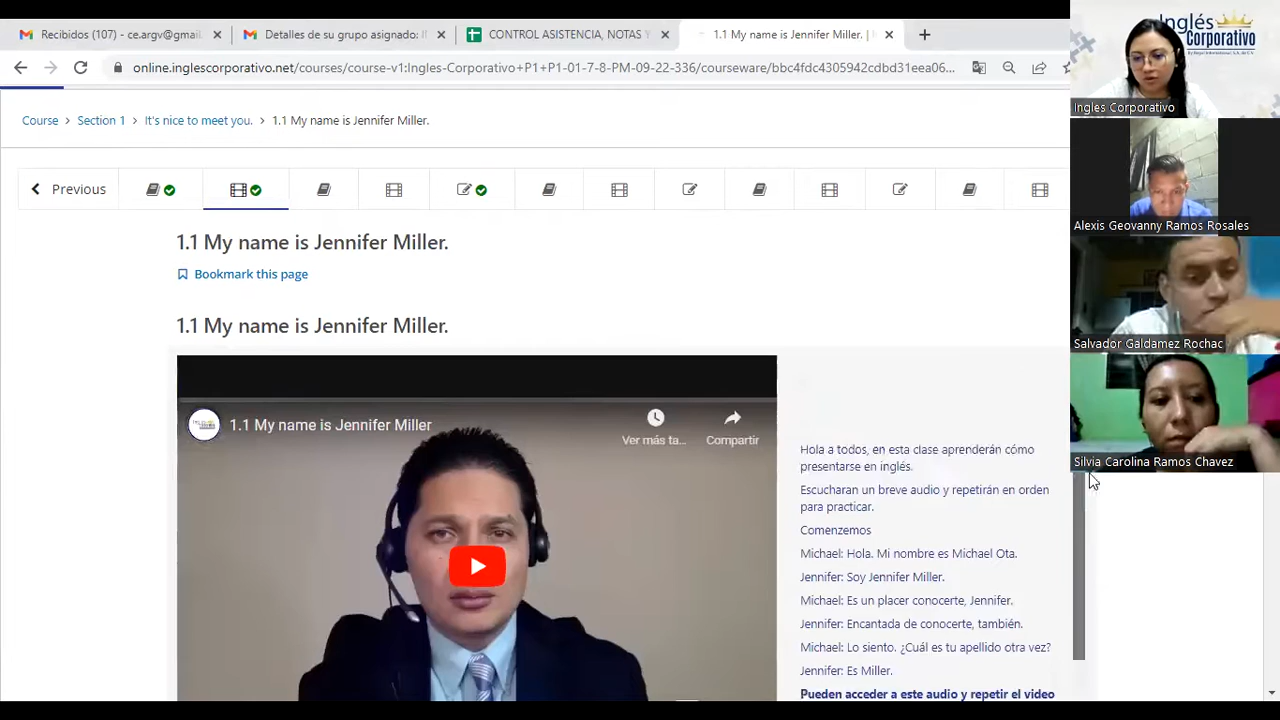 Recibidos (107) - ce.argv@gmail
Detalles de su grupo asignado: I
CONTROL ASISTENCIA, NOTAS Y
1.1 My name is Jennifer Miller. |
online.inglescorporativo.net/courses/course-v1:Ingles-Corporativo+P1+1-01-7-8-PM-09-22-336/courseware/bbc4fdc4305942cdbd31eea06...
Course > Section 1 > It's nice to meet you. > 1.1 My name is Jennifer Miller.
Previous
1.1 My name is Jennifer Miller.
Bookmark this page
1.1 My name is Jennifer Miller.
1.1 My name is Jennifer Miller
Ver más ta...
Compartir
Hola a todos, en esta clase aprenderán cómo
presentarse en inglés.
Escucharan un breve audio y repetirán en orden
para practicar.
Comenzemos
Michael: Hola. Mi nombre es Michael Ota.
Jennifer: Soy Jennifer Miller.
Michael: Es un placer conocerte, Jennifer.
Jennifer: Encantada de conocerte, también.
Michael: Lo siento. ¿Cuál es tu apellido otra vez?
Jennifer: Es Miller.
Pueden acceder a este audio y repetir el video
Inglés
Corporativo
Ingles Corporativo
Alexis Geovanny Ramos Rosales
Salvador Galdamez Rochac
Silvia Carolina Ramos Chavez